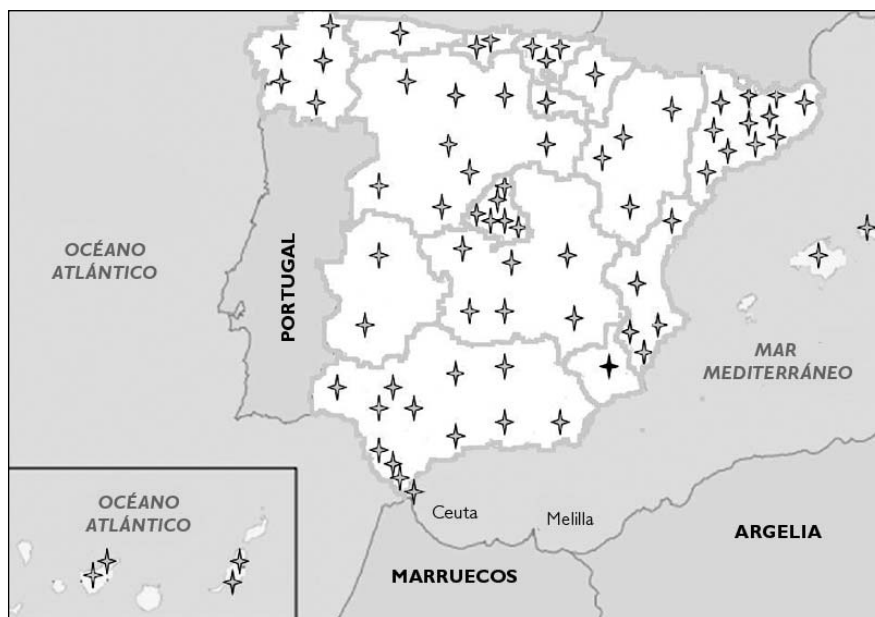 OCÉANO
ATLÁNTICO
PORTUGAL
MAR
MEDITERRÁNEO
OCÉANO
ATLÁNTICO
Ceuta
Melilla
ARGELIA
MARRUECOS